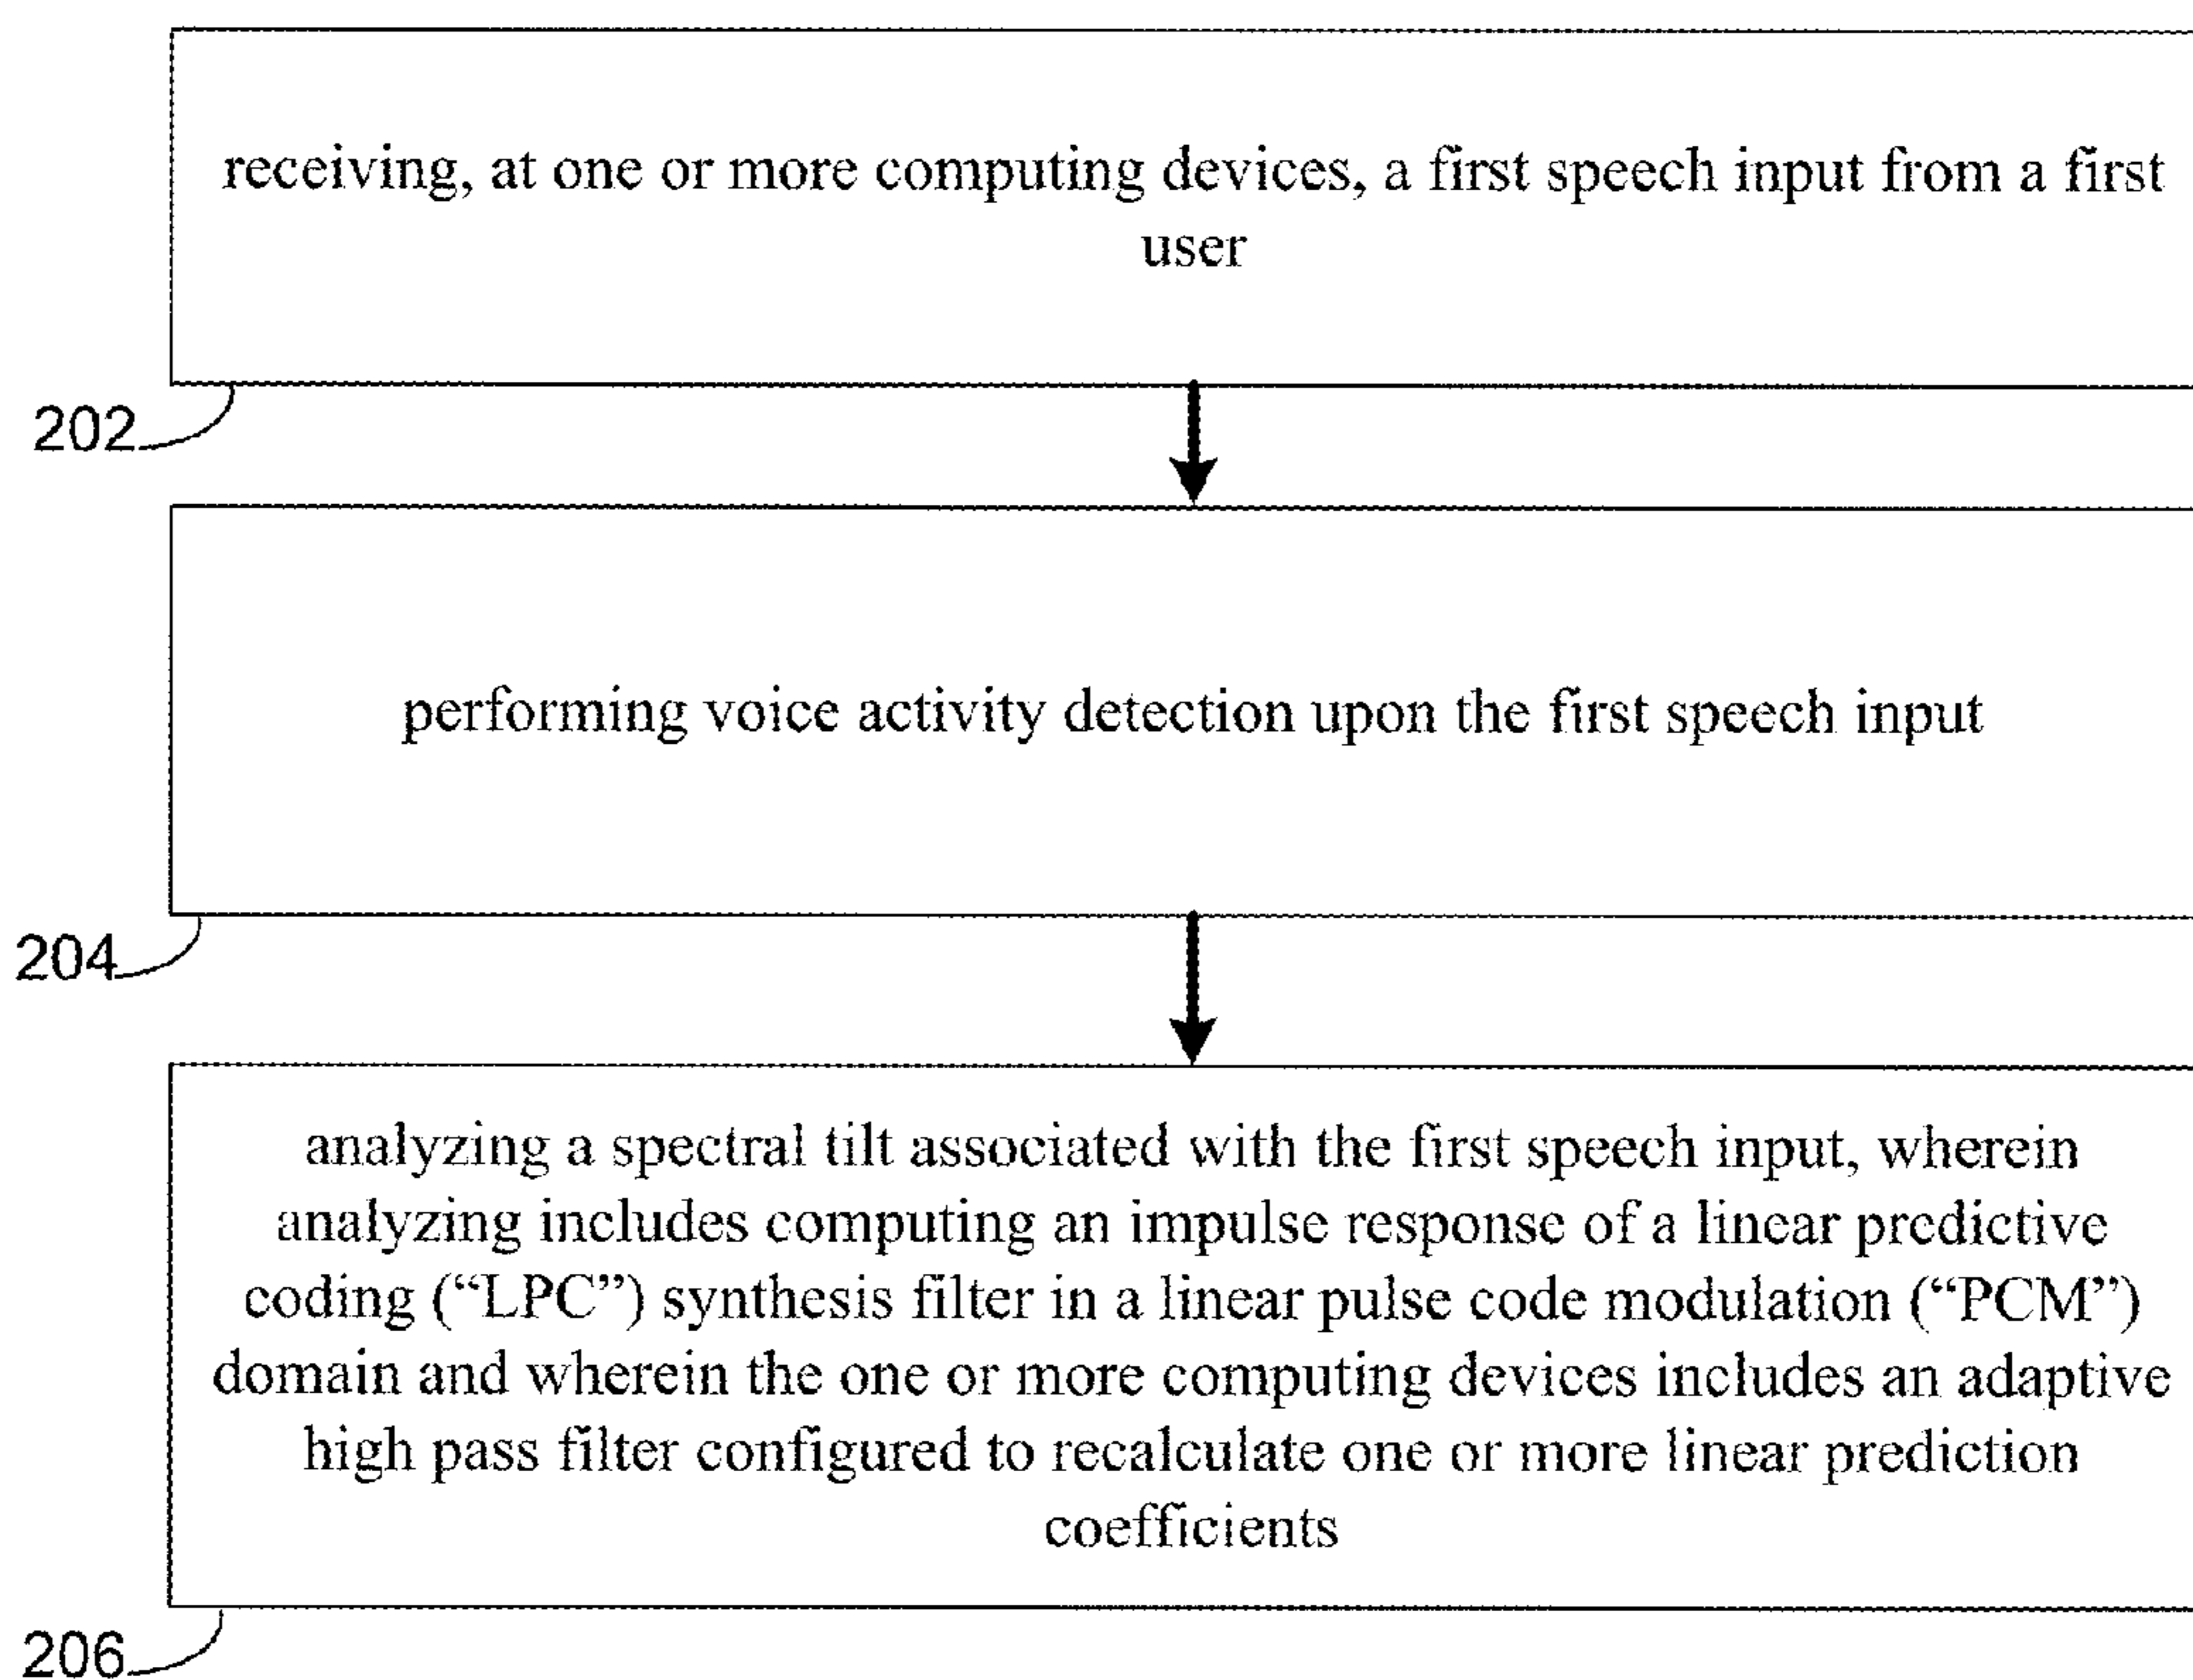 receiving, at one or more computing devices, a first speech input from a first
user
202
performing voice activity detection upon the first speech input
204
analyzing a spectral tilt associated with the first speech input, wherein
analyzing includes computing an impulse response of a linear predictive
coding (“LPC”) synthesis filter in a linear pulse code modulation (“PCM”)
domain and wherein the one or more computing devices includes an adaptive
high pass filter configured to recalculate one or more linear prediction
coefficients
206